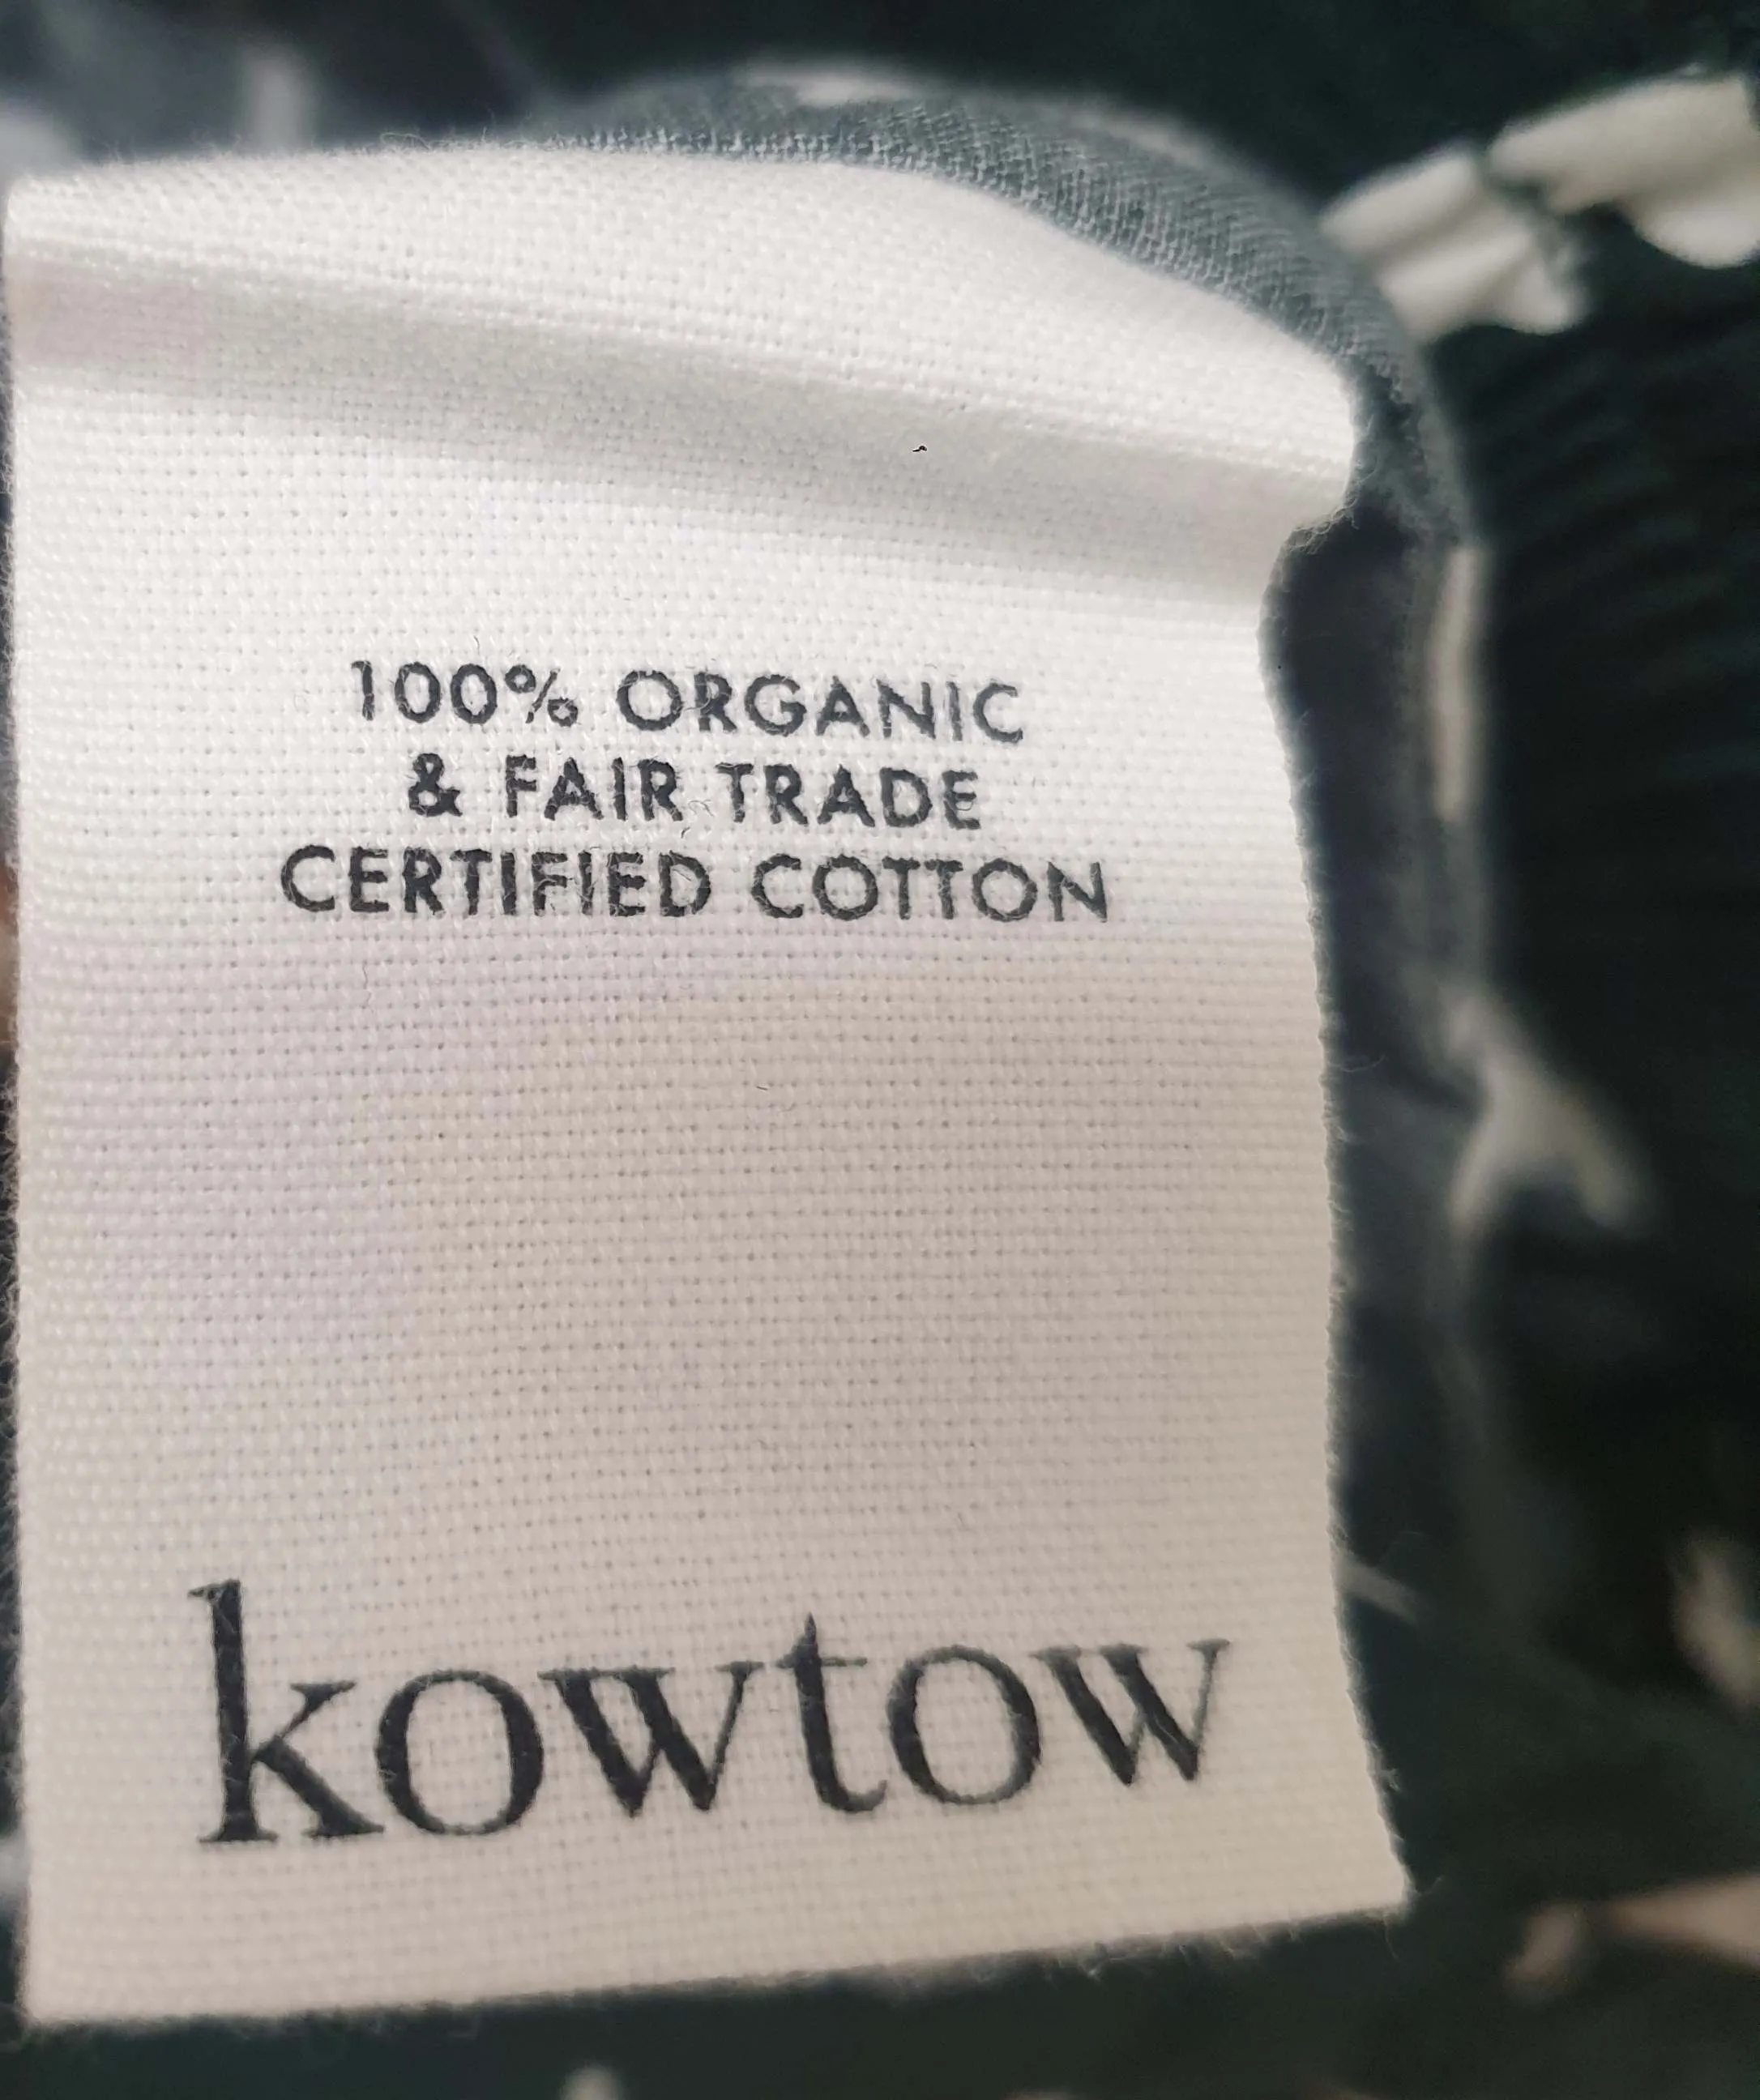 100% ORGANIC
& FAIR TRADE
CERTIFIED COTTON
kowtow